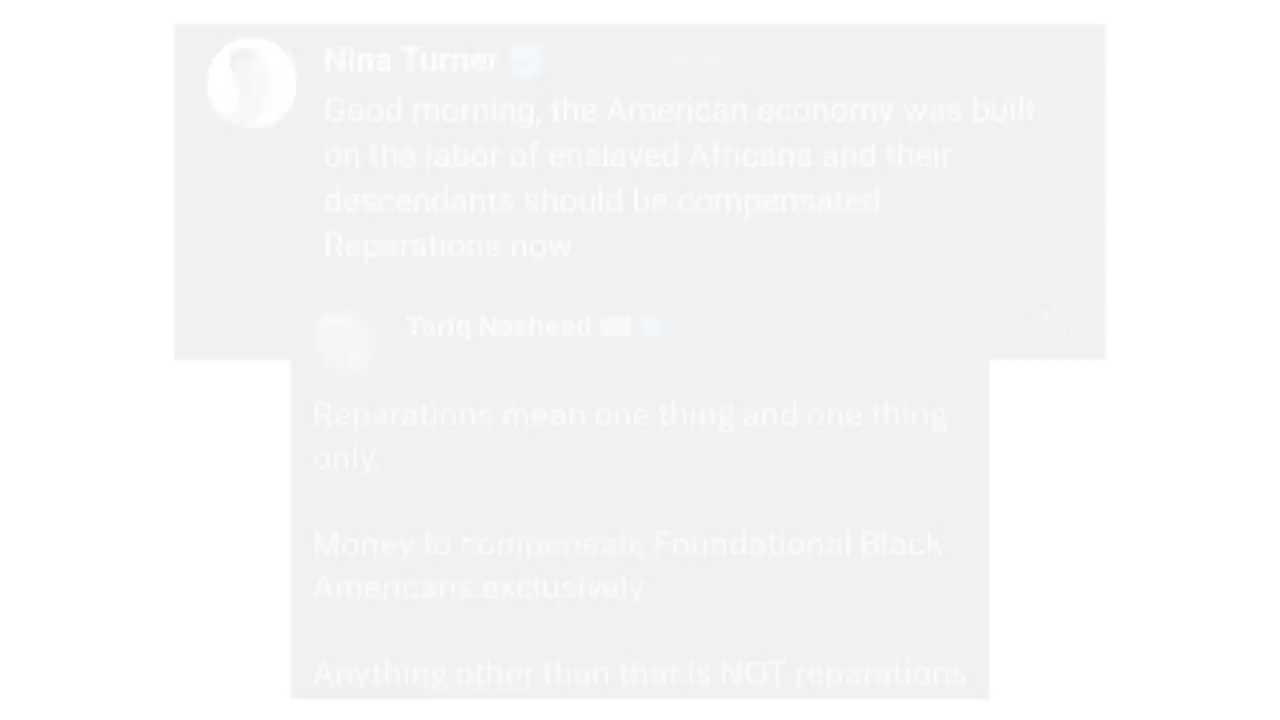 Nina Turner
Good morning, the American economy was built
on the labor of enslaved Africans and their
descendants should be compensated
Reparations now
Tariq Nasheed
Reparations mean one thing and one thing
only.
Money to compensate Foundational Black
Americans exclusively
Anything other than that is NOT reparations